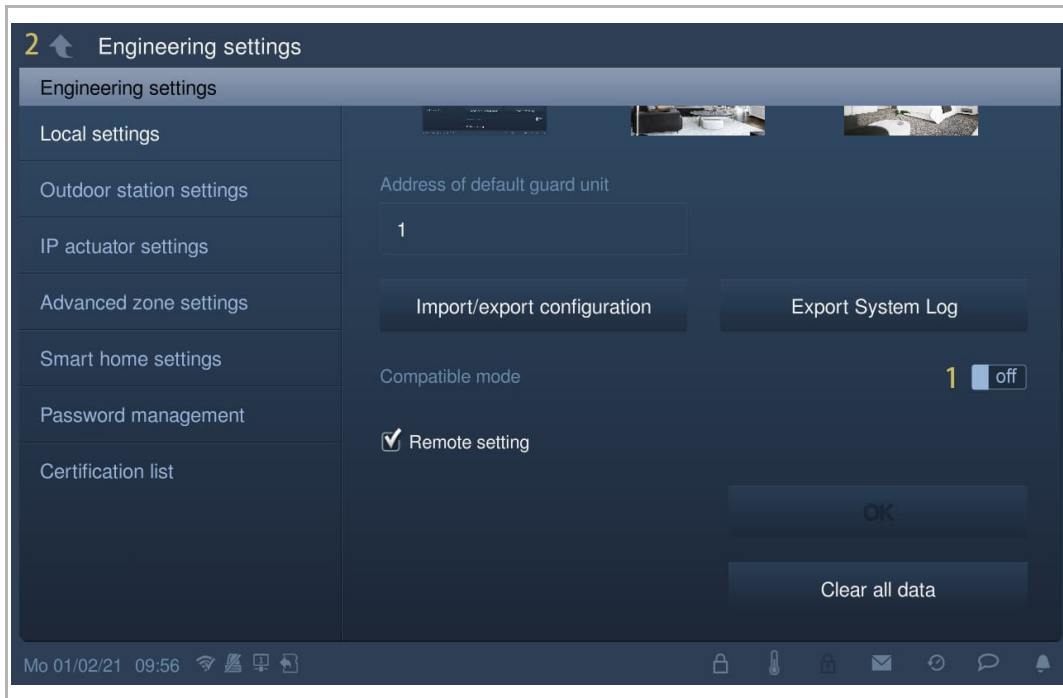 2 Engineering settings
Engineering settings
Local settings
Outdoor station settings
IP actuator settings
Advanced zone settings
Smart home settings
Password management
Certification list
Address of default guard unit
1
Import/export configuration
Export System Log
Compatible mode
1 off
Remote setting
OK
Clear all data
Mo 01/02/21 09:56